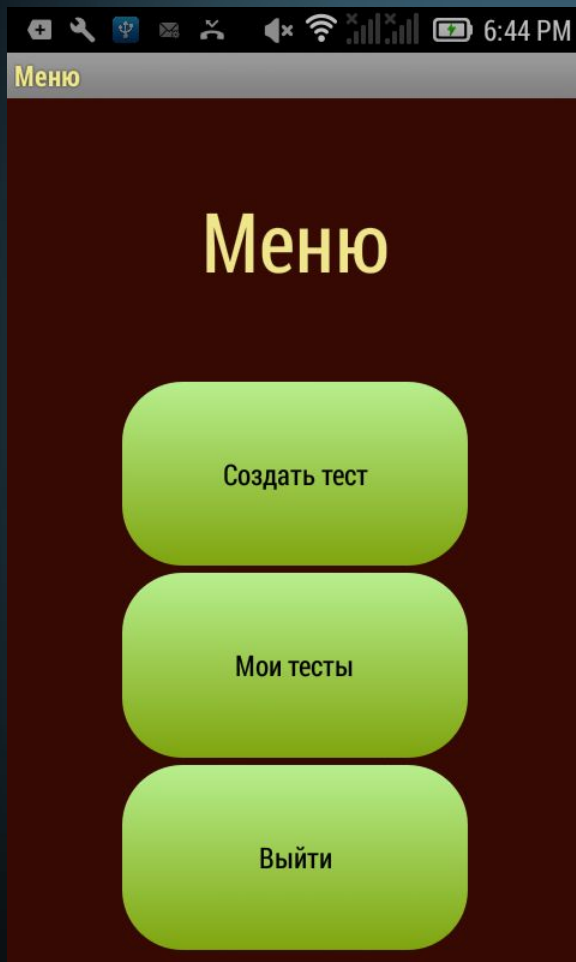 6:44 PM
Меню
Меню
Создать тест
Мои тесты
Выйти